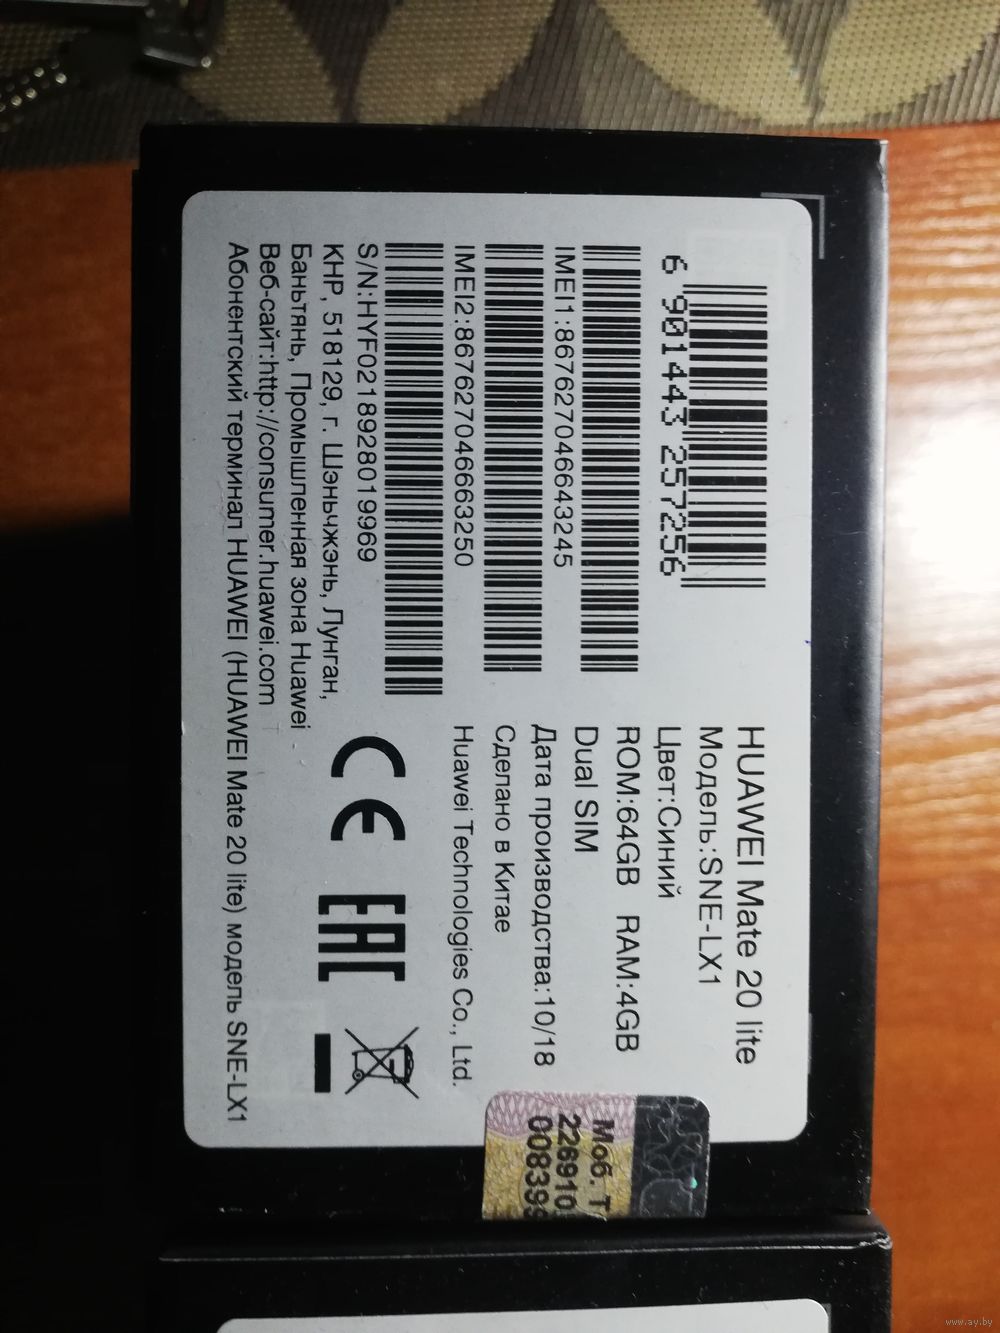 HUAWEI Mate 20 lite
Модель:SNE-LX1
Цвет:Синий
ROM:64GB RAM:4GB
Dual SIM
Дата производства:10/18
Сделано в Китае
Huawei Technologies Co., Ltd.
6 901443 257256
IMEI1:867627046643245
IMEI2:867627046663250
S/N:HYF0218928019969
КНР, 518129, г. Шэньчжэнь, Лунган,
Баньтянь, Промышленная зона Huawei
Веб-сайт:http://consumer.huawei.com
Абонентский терминал HUAWEI (HUAWEI Mate 20 lite) модель SNE-LX1
CE EAC
Моб. Т
226910
00839
www.ay.by